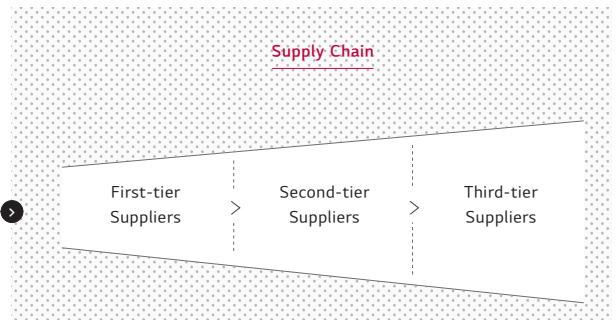 Supply Chain
First-tier
Suppliers
Second-tier
Suppliers
Third-tier
Suppliers